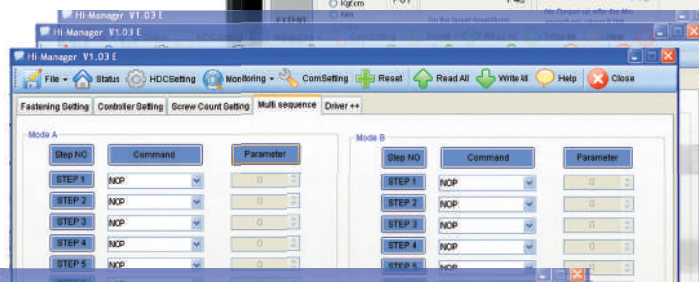 Kgf.cm
EXTENT
Nm
Hi-Manager V1.03 E
Hi-Manager V1.03 E
Hi-Manager V1.03 E
File Status HDCSetting Monitoring ComSetting Reset Read All Write All Help Close
Fastening Setting Controller Setting Screw Count Setting Multi sequence Driver ++
Mode A Mode B
Step NO Command Parameter Step NO Command Parameter
STEP 1 NOP 0 STEP 1 NOP 0
STEP 2 NOP 0 STEP 2 NOP 0
STEP 3 NOP 0 STEP 3 NOP 0
STEP 4 NOP 0 STEP 4 NOP 0
STEP 5 NOP 0 STEP 5 NOP 0